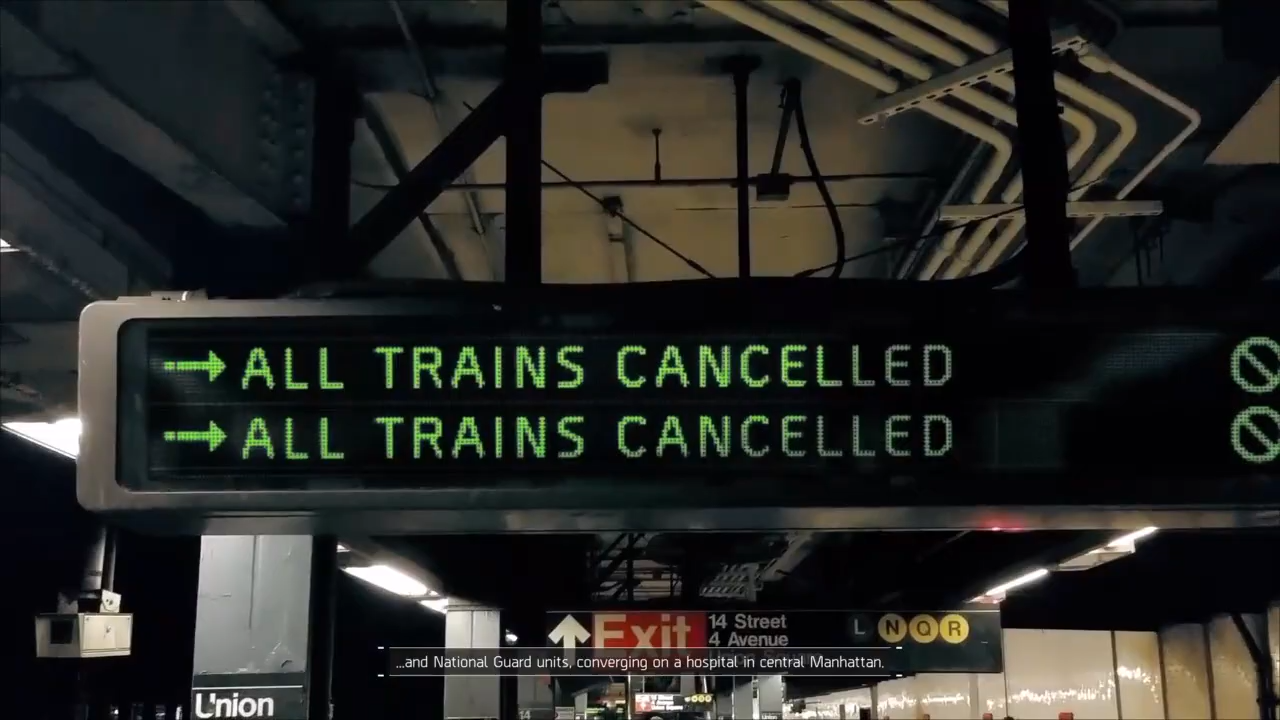 → ALL TRAINS CANCELLED
→ ALL TRAINS CANCELLED
↑ Exit 14 Street L N Q R
4 Avenue
...and National Guard units, converging on a hospital in central Manhattan.
Union